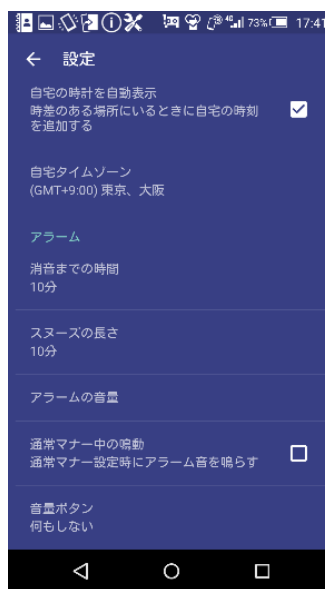 4G 73% 17:41
設定
自宅の時計を自動表示
時差のある場所にいるときに自宅の時刻
を追加する
自宅タイムゾーン
(GMT+9:00) 東京、大阪
アラーム
消音までの時間
10分
スヌーズの長さ
10分
アラームの音量
通常マナー中の鳴動
通常マナー設定時にアラーム音を鳴らす
音量ボタン
何もしない